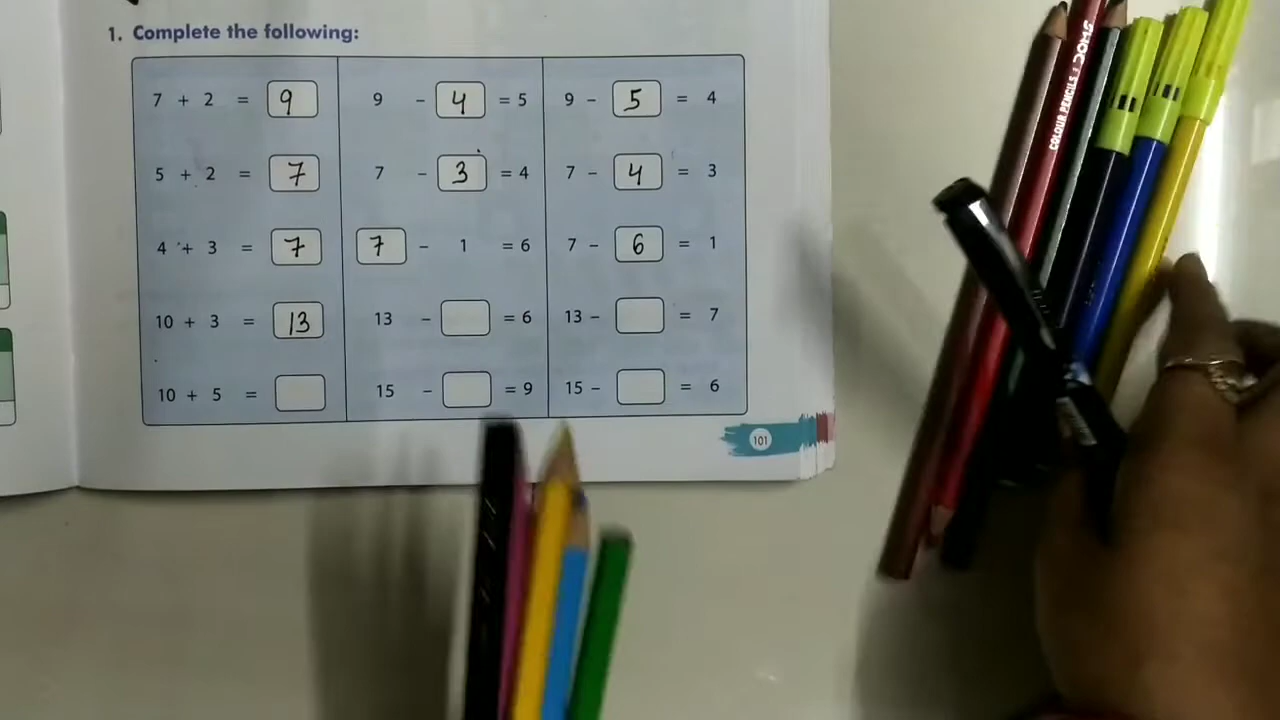 1. Complete the following:
7 + 2 = 9 9 - 4 = 5 9 - 5 = 4
5 + 2 = 7 7 - 3 = 4 7 - 4 = 3
4 + 3 = 7 7 - 1 = 6 7 - 6 = 1
10 + 3 = 13 13 - = 6 13 - = 7
10 + 5 = 15 - = 9 15 - = 6
101
COLOUR PENCILS DOMS